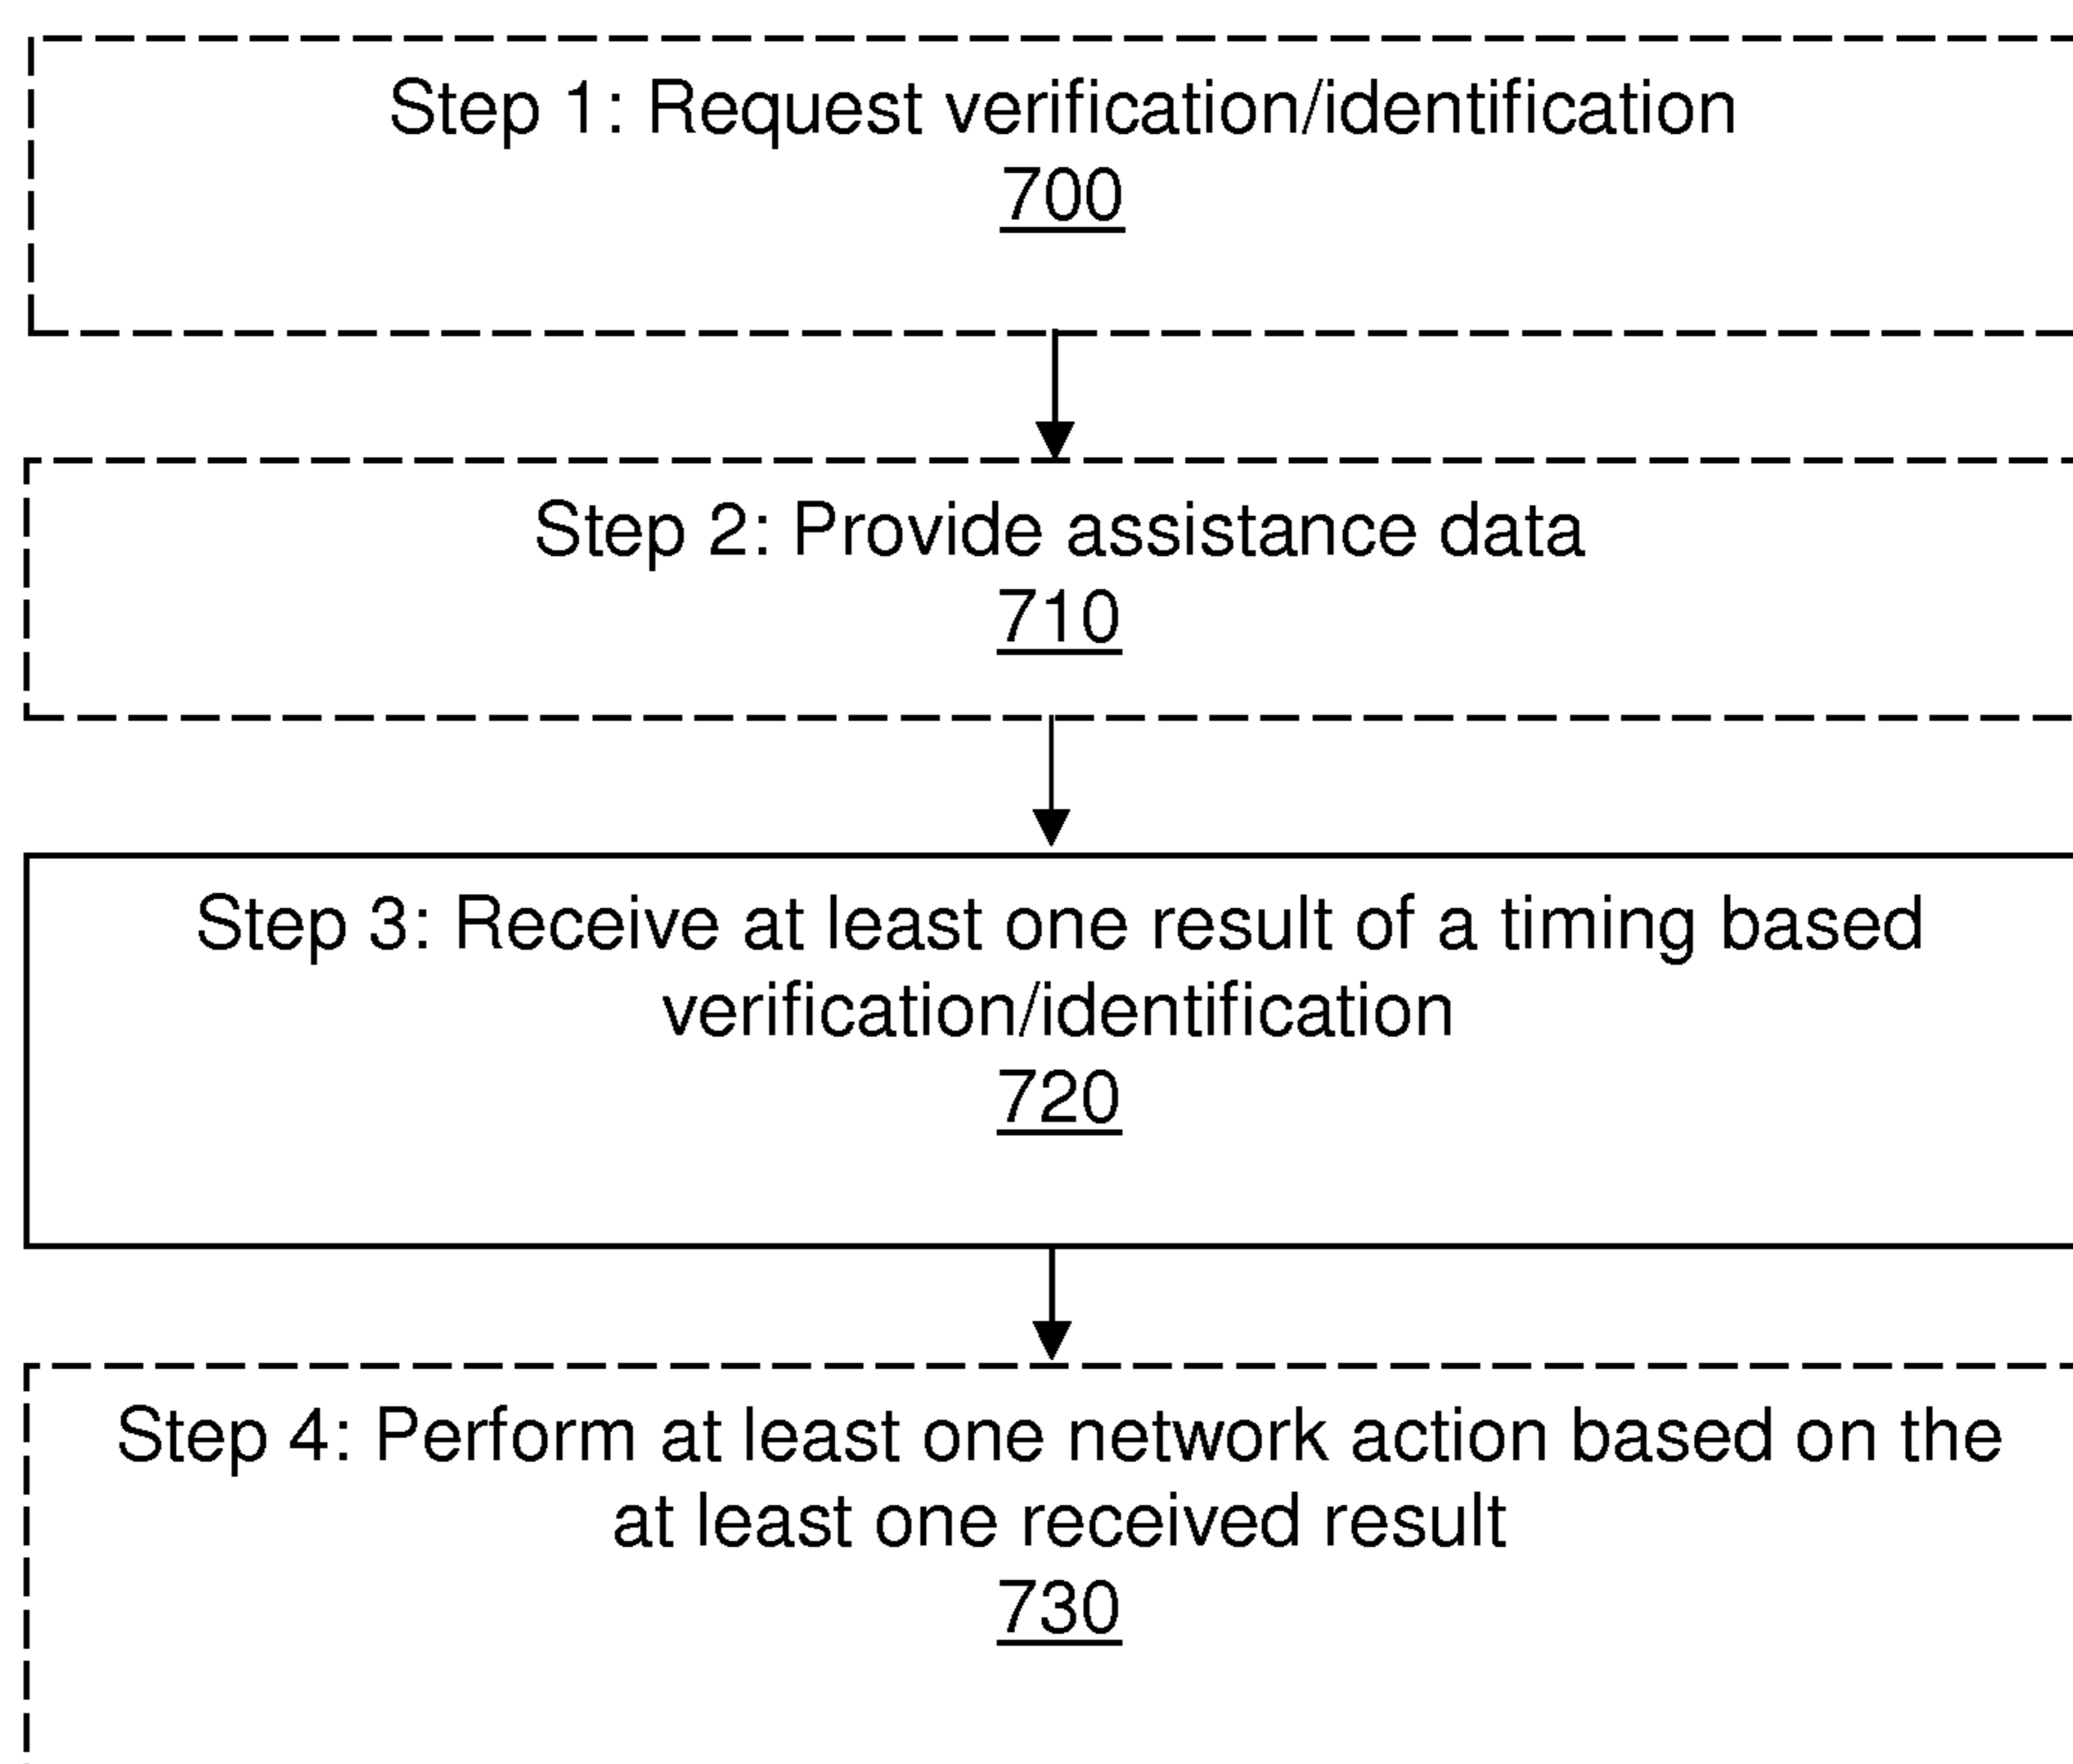 Step 1: Request verification/identification
700
Step 2: Provide assistance data
710
Step 3: Receive at least one result of a timing based
verification/identification
720
Step 4: Perform at least one network action based on the
at least one received result
730